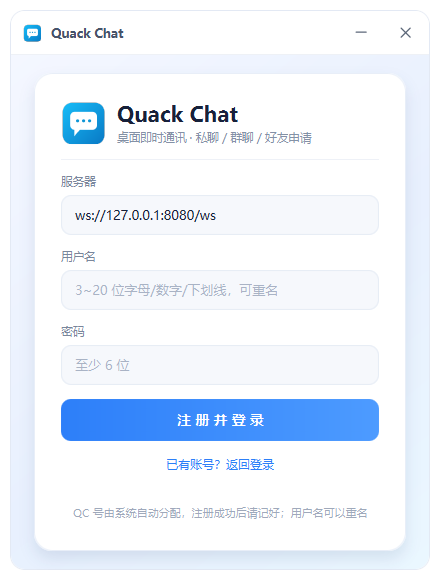 Quack Chat
Quack Chat
桌面即时通讯 · 私聊 / 群聊 / 好友申请
服务器
ws://127.0.0.1:8080/ws
用户名
3~20 位字母/数字/下划线，可重名
密码
至少 6 位
注册并登录
已有账号？返回登录
QC 号由系统自动分配，注册成功后请记好；用户名可以重名